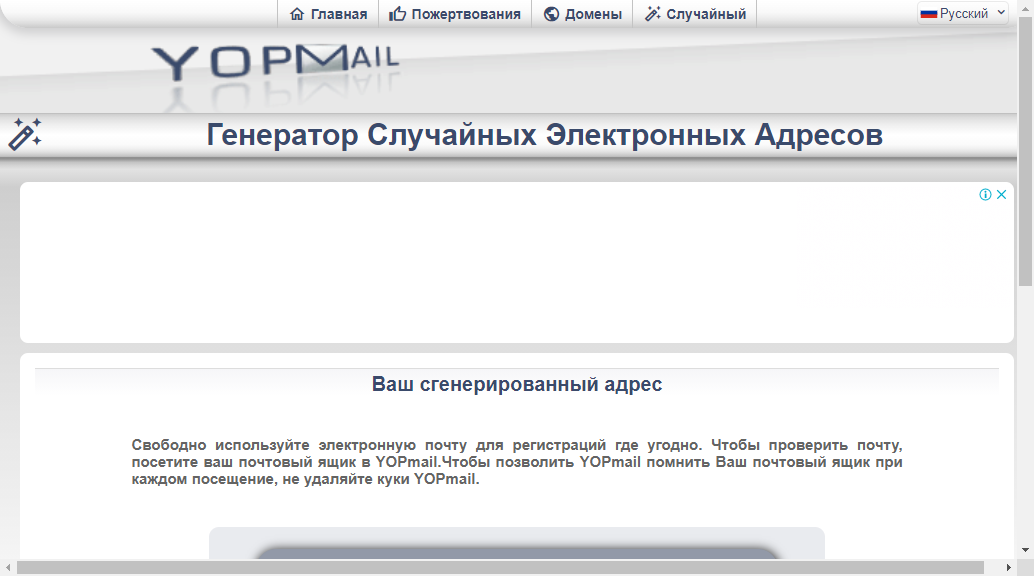 Главная
Пожертвования
Домены
Случайный
Русский
YOPMAIL
Генератор Случайных Электронных Адресов
Ваш сгенерированный адрес
Свободно используйте электронную почту для регистраций где угодно. Чтобы проверить почту,
посетите ваш почтовый ящик в YOPmail.Чтобы позволить YOPmail помнить Ваш почтовый ящик при
каждом посещение, не удаляйте куки YOPmail.